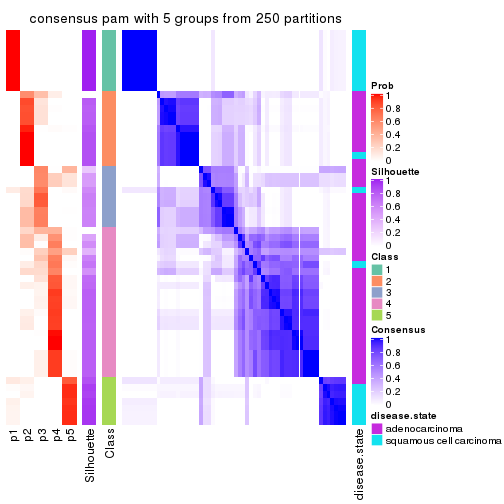 consensus pam with 5 groups from 250 partitions
Prob
1
0.8
0.6
0.4
0.2
0
Silhouette
1
0.8
0.6
0.4
0.2
0
Class
1
2
3
4
5
Consensus
1
0.8
0.6
0.4
0.2
0
disease.state
adenocarcinoma
squamous cell carcinoma
p1
p2
p3
p4
p5
Silhouette
Class
disease.state